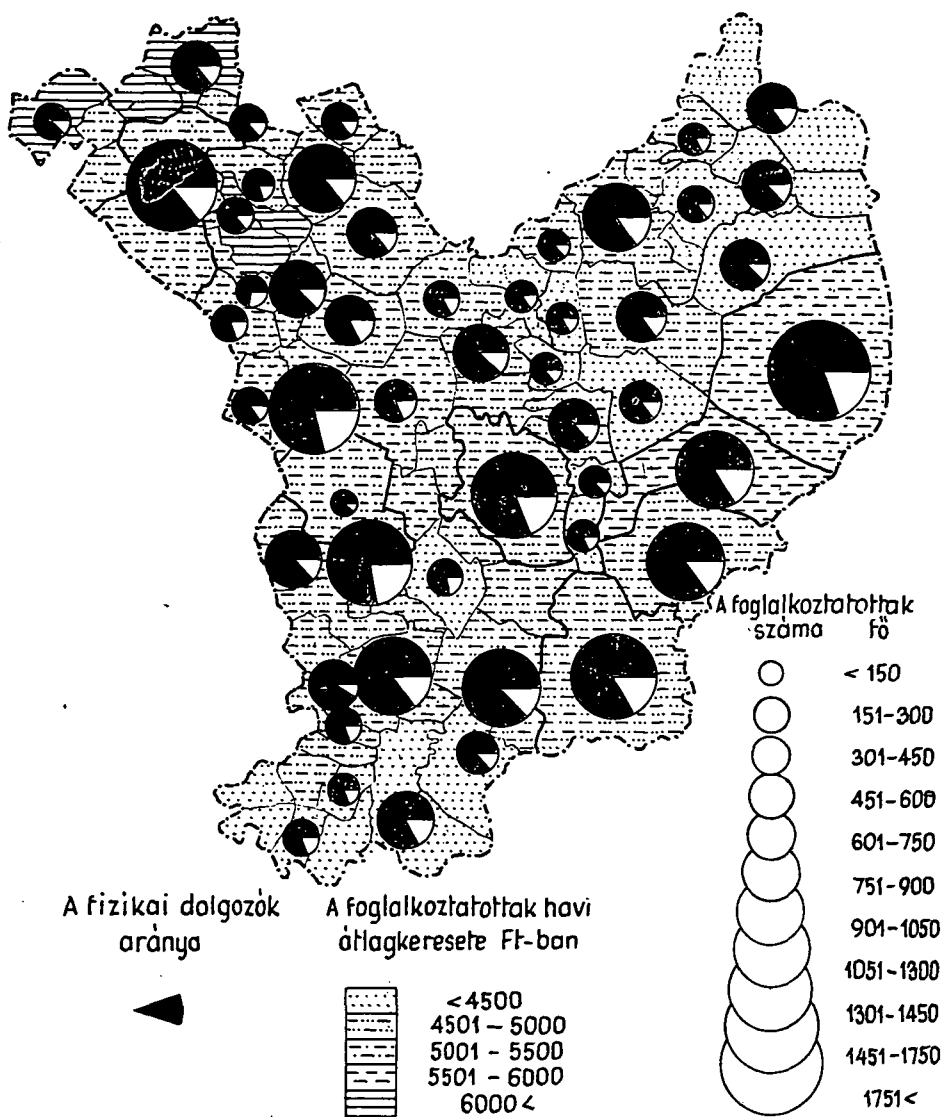 A foglalkoztatottak
száma fő
< 150
151-300
301-450
451-600
601-750
751-900
901-1050
1051-1300
1301-1450
1451-1750
1751<
A fizikai dolgozók
aránya
A foglalkoztatottak havi
átlagkeresete Ft-ban
<4500
4501 - 5000
5001 - 5500
5501 - 6000
6000 <